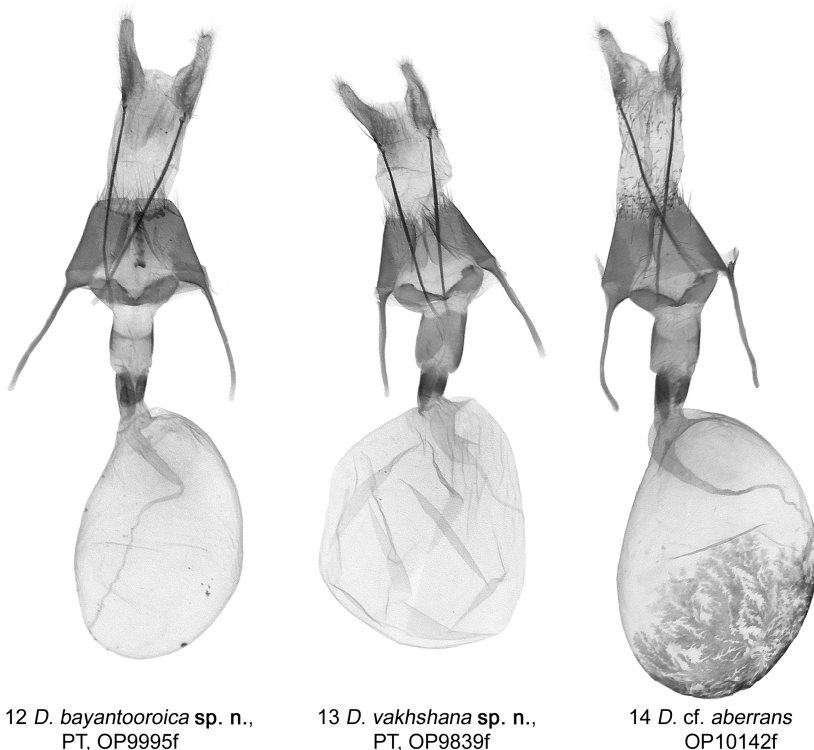 12 D. bayantooroica sp. n.,
PT, OP9995f
13 D. vakhshana sp. n.,
PT, OP9839f
14 D. cf. aberrans
OP10142f